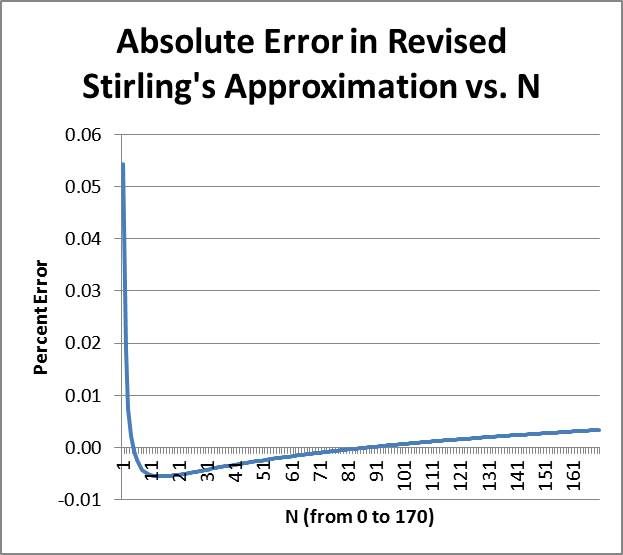 Absolute Error in Revised
Stirling's Approximation vs. N
0.06
0.05
0.04
0.03
0.02
0.01
0.00
-0.01
Percent Error
1 11 21 31 41 51 61 71 81 91 101 111 121 131 141 151 161
N (from 0 to 170)